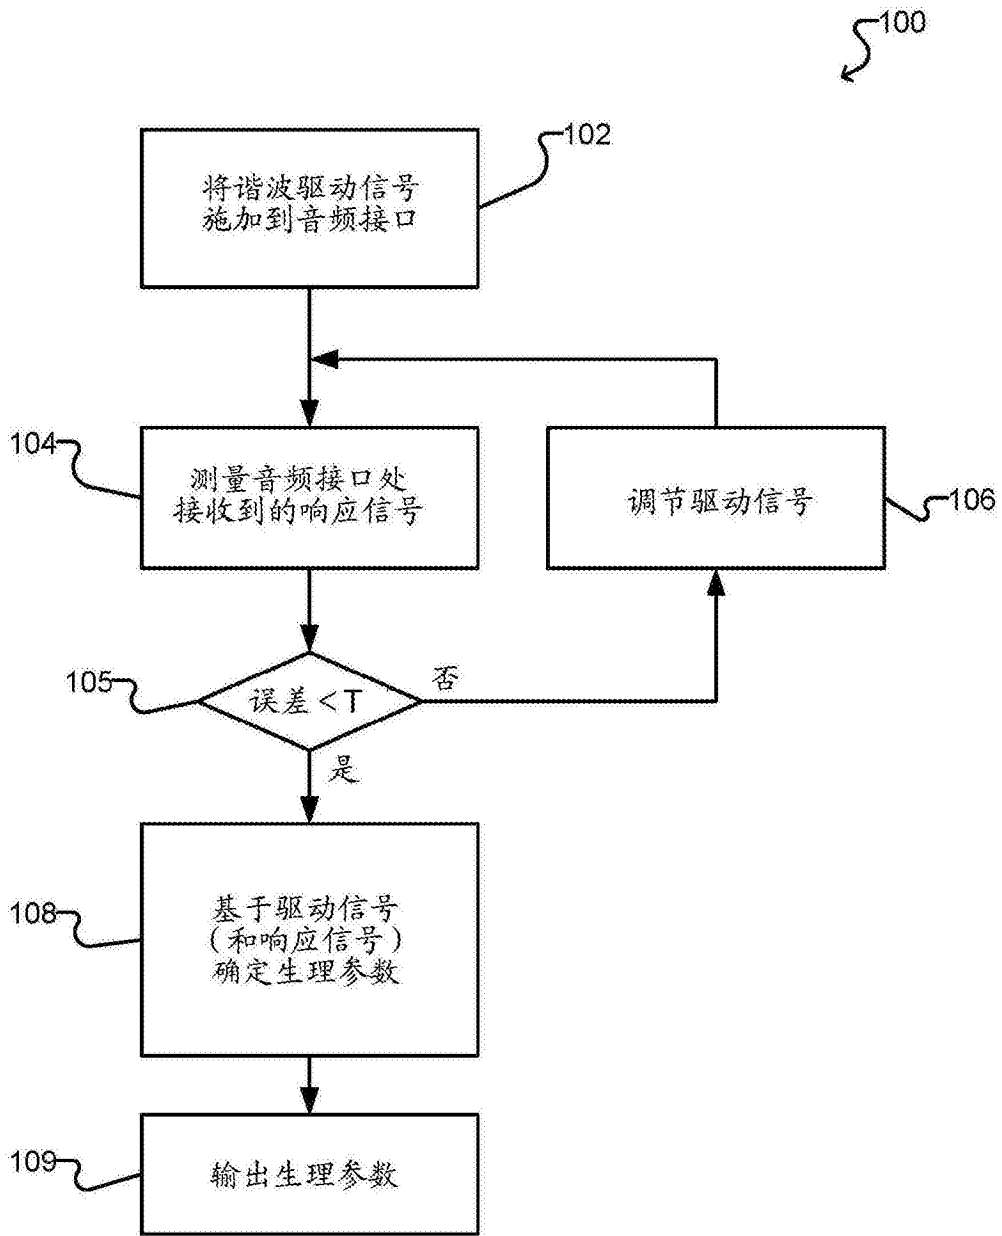 100
102
将谐波驱动信号
施加到音频接口
104
测量音频接口处
接收到的响应信号
调节驱动信号
106
105
误差<T
否
是
108
基于驱动信号
(和响应信号)
确定生理参数
109
输出生理参数